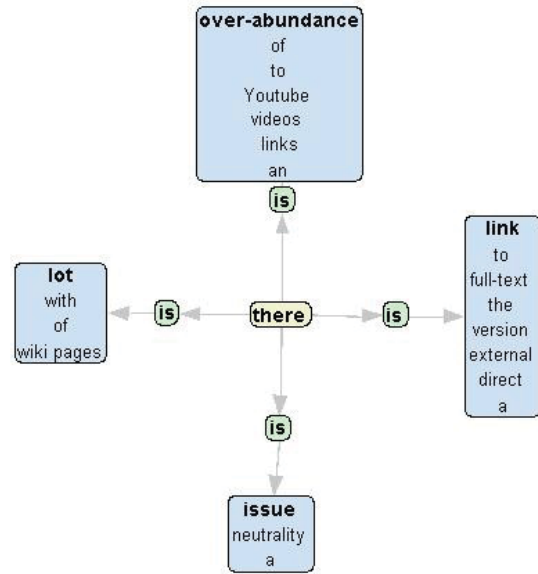 over-abundance
of
to
Youtube
videos
links
an
is
link
to
full-text
the
version
external
direct
a
lot
with
of
wiki pages
is
there
is
is
issue
neutrality
a